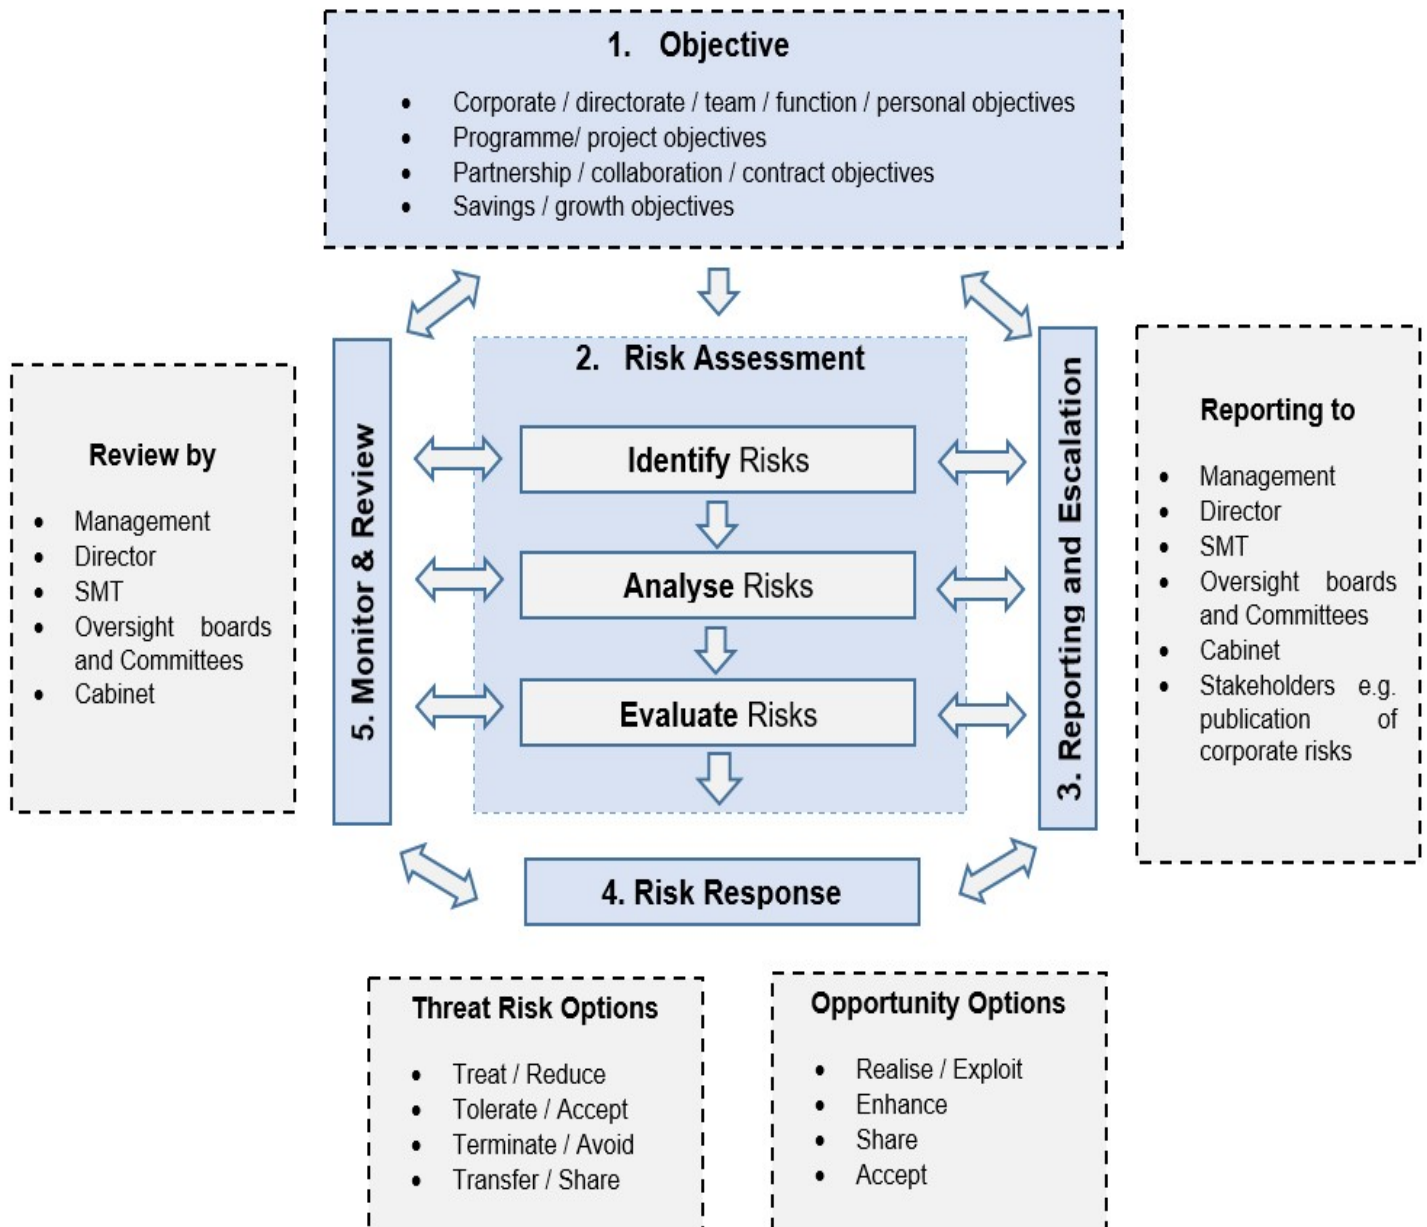 1. Objective
• Corporate / directorate / team / function / personal objectives
• Programme/ project objectives
• Partnership / collaboration / contract objectives
• Savings / growth objectives
Review by
• Management
• Director
• SMT
• Oversight boards
and Committees
• Cabinet
5. Monitor & Review
2. Risk Assessment
Identify Risks
Analyse Risks
Evaluate Risks
3. Reporting and Escalation
Reporting to
• Management
• Director
• SMT
• Oversight boards
and Committees
• Cabinet
• Stakeholders e.g.
publication of
corporate risks
4. Risk Response
Threat Risk Options
• Treat / Reduce
• Tolerate / Accept
• Terminate / Avoid
• Transfer / Share
Opportunity Options
• Realise / Exploit
• Enhance
• Share
• Accept